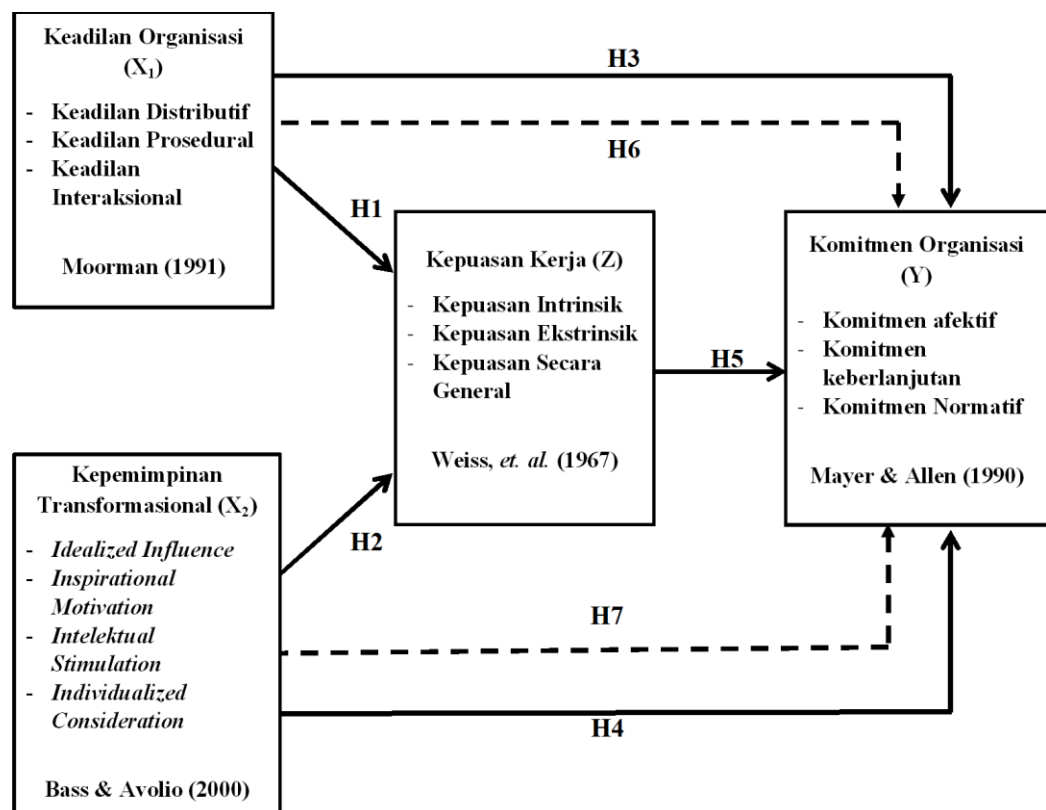 Keadilan Organisasi
(X₁)
- Keadilan Distributif
- Keadilan Prosedural
- Keadilan
Interaksional
Moorman (1991)
H3
H6
H1
Kepuasan Kerja (Z)
- Kepuasan Intrinsik
- Kepuasan Ekstrinsik
- Kepuasan Secara
General
Weiss, et. al. (1967)
H5
Komitmen Organisasi
(Y)
- Komitmen afektif
- Komitmen
keberlanjutan
- Komitmen Normatif
Mayer & Allen (1990)
Kepemimpinan
Transformasional (X₂)
- Idealized Influence
- Inspirational
Motivation
- Intelektual
Stimulation
- Individualized
Consideration
Bass & Avolio (2000)
H2
H7
H4